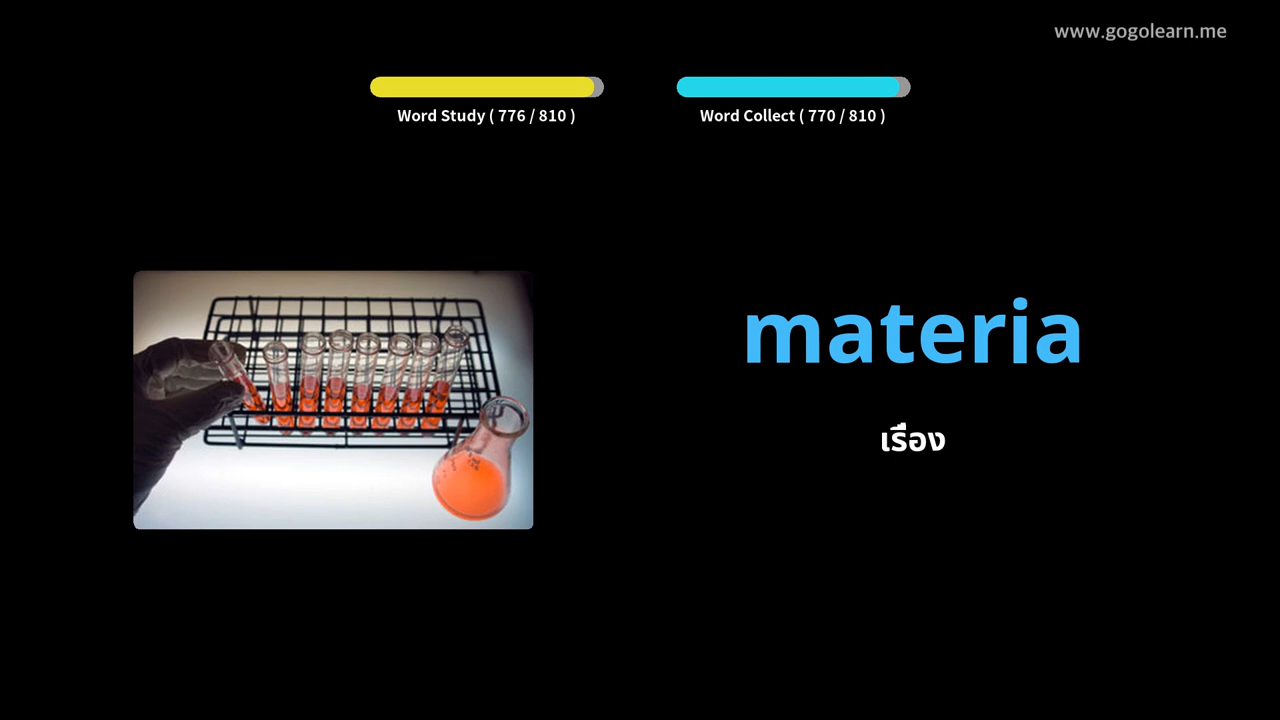 www.gogolearn.me
Word Study ( 776 / 810 )
Word Collect ( 770 / 810 )
materia
เรื่อง